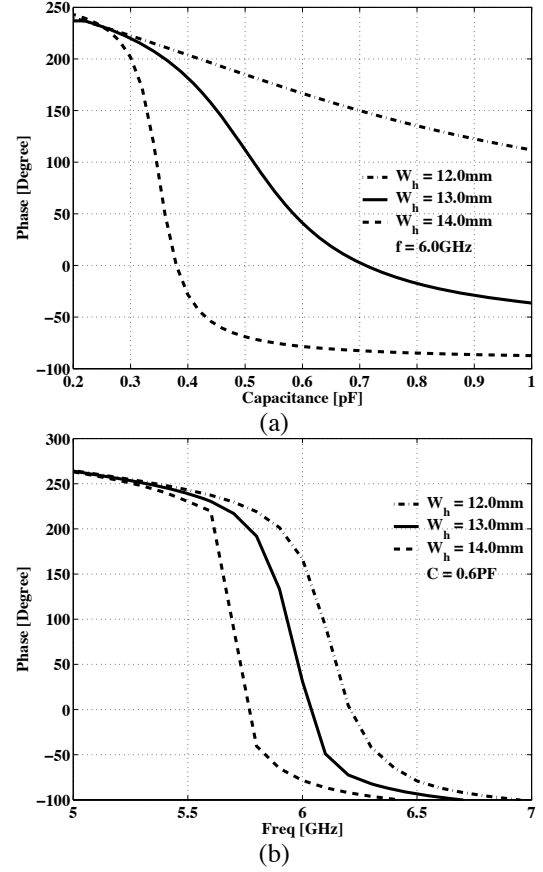 250
200
150
100
50
0
−50
−100
Phase [Degree]
W_h = 12.0mm
W_h = 13.0mm
W_h = 14.0mm
f = 6.0GHz
0.2 0.3 0.4 0.5 0.6 0.7 0.8 0.9 1
Capacitance [pF]
(a)
300
250
200
150
100
50
0
−50
−100
Phase [Degree]
W_h = 12.0mm
W_h = 13.0mm
W_h = 14.0mm
C = 0.6PF
5 5.5 6 6.5 7
Freq [GHz]
(b)